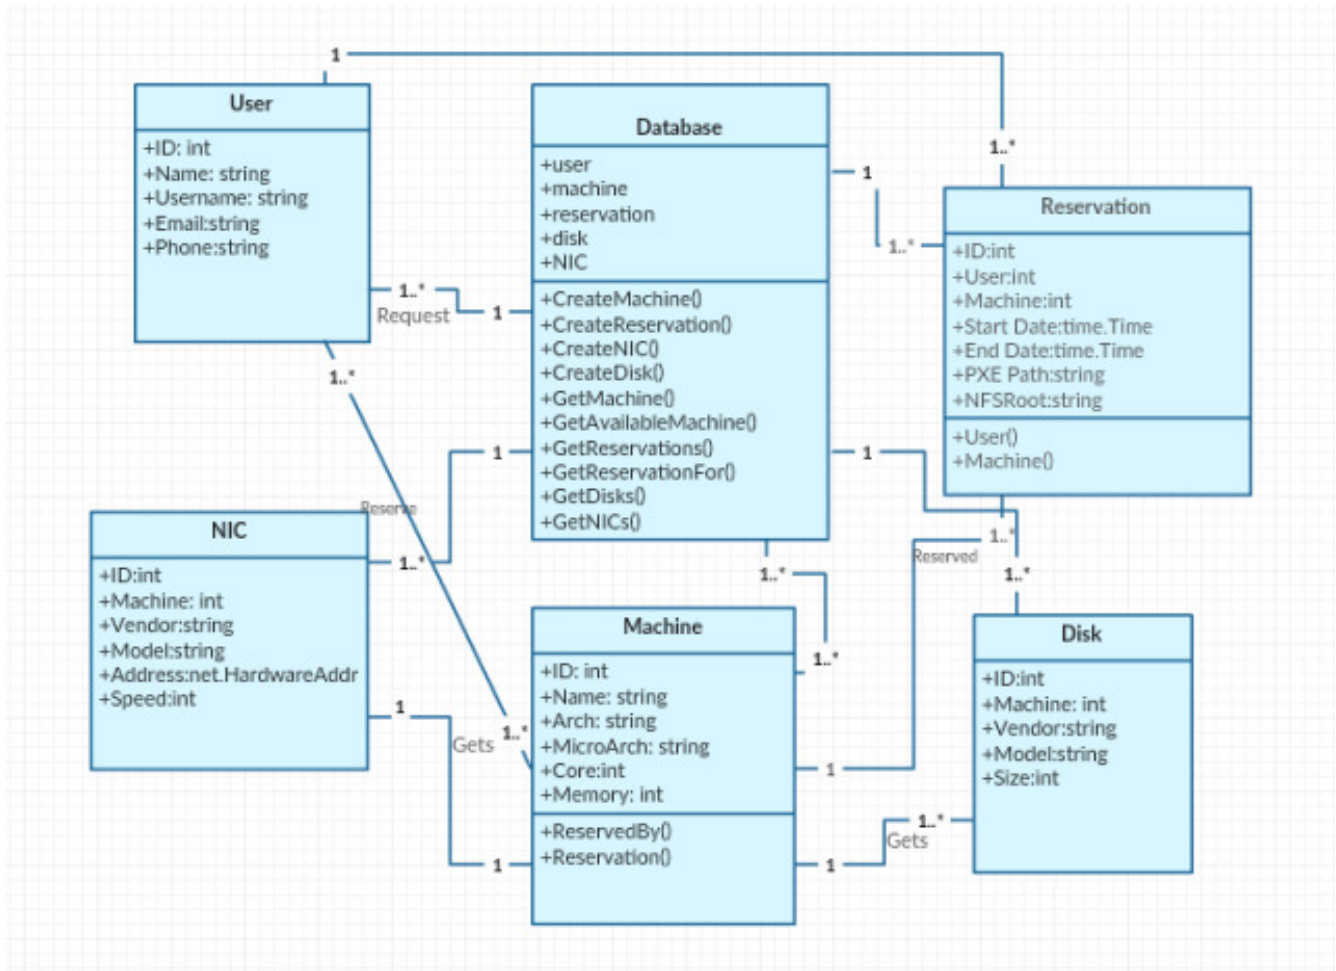 1
User
+ID: int
+Name: string
+Username: string
+Email:string
+Phone:string
1..*
Request
1
Database
+user
+machine
+reservation
+disk
+NIC
+CreateMachine()
+CreateReservation()
+CreateNIC()
+CreateDisk()
+GetMachine()
+GetAvailableMachine()
+GetReservations()
+GetReservationFor()
+GetDisks()
+GetNICs()
1
1..*
1..*
Reservation
+ID:int
+User:int
+Machine:int
+Start Date:time.Time
+End Date:time.Time
+PXE Path:string
+NFSRoot:string
+User()
+Machine()
1..*
1
1
Reserve
1..*
1..*
Reserved
1..*
1..*
NIC
+ID:int
+Machine: int
+Vendor:string
+Model:string
+Address:net.HardwareAddr
+Speed:int
1
Gets
1..*
1
Machine
+ID: int
+Name: string
+Arch: string
+MicroArch: string
+Core:int
+Memory: int
+ReservedBy()
+Reservation()
1..*
1
1
1..*
Gets
Disk
+ID:int
+Machine: int
+Vendor:string
+Model:string
+Size:int